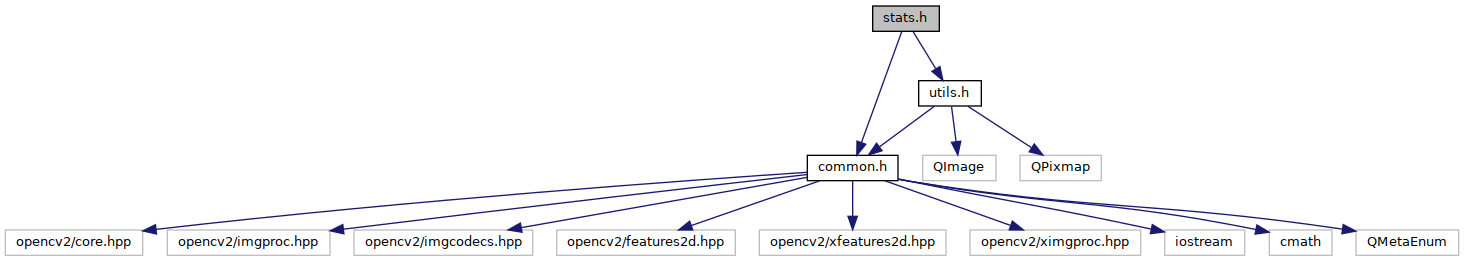 stats.h
utils.h
common.h
QImage
QPixmap
opencv2/core.hpp
opencv2/imgproc.hpp
opencv2/imgcodecs.hpp
opencv2/features2d.hpp
opencv2/xfeatures2d.hpp
opencv2/ximgproc.hpp
iostream
cmath
QMetaEnum